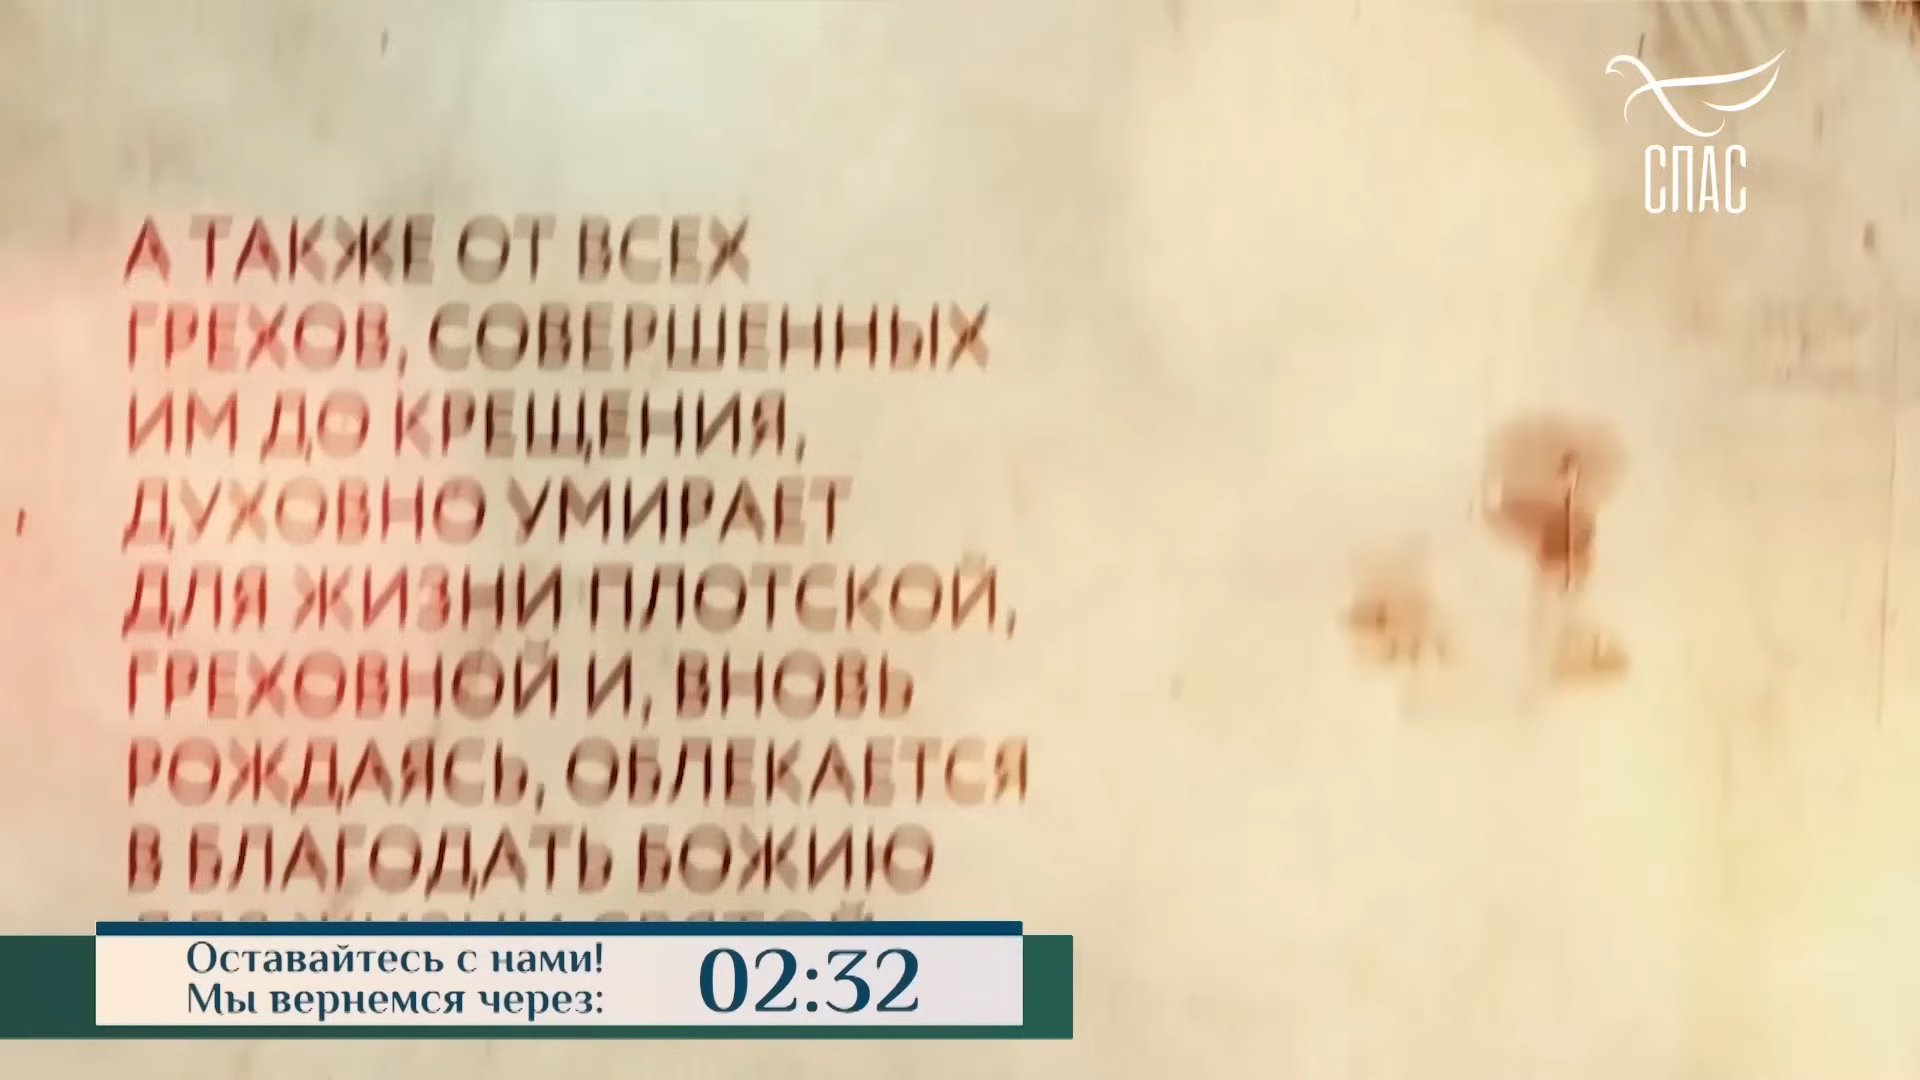 СПАС
А ТАКЖЕ ОТ ВСЕХ
ГРЕХОВ, СОВЕРШЕННЫХ
ИМ ДО КРЕЩЕНИЯ,
ДУХОВНО УМИРАЕТ
ДЛЯ ЖИЗНИ ПЛОТСКОЙ,
ГРЕХОВНОЙ И, ВНОВЬ
РОЖДАЯСЬ, ОБЛЕКАЕТСЯ
В БЛАГОДАТЬ БОЖИЮ
Оставайтесь с нами!
Мы вернемся через:
02:32